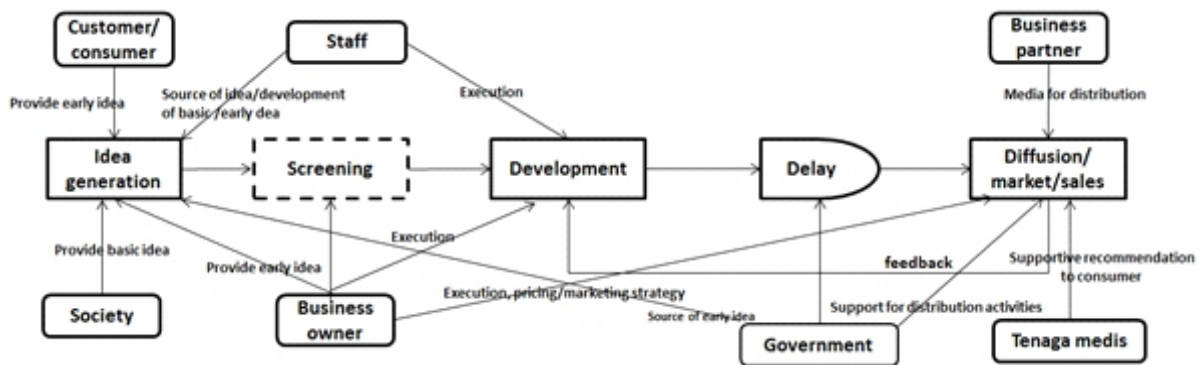 Customer/
consumer
Staff
Business
partner
Provide early idea
Source of idea/development
of basic /early dea
Execution
Media for distribution
Idea
generation
Screening
Development
Delay
Diffusion/
market/sales
Provide basic idea
Provide early idea
Execution
feedback
Supportive recommendation
to consumer
Execution, pricing/marketing strategy
Source of early idea
Support for distribution activities
Society
Business
owner
Government
Tenaga medis